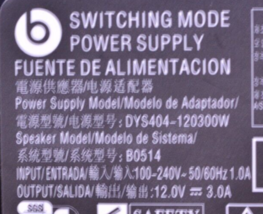 b
SWITCHING MODE
POWER SUPPLY
FUENTE DE ALIMENTACION
電源供應器/电源适配器
Power Supply Model/Modelo de Adaptador/
電源型號/电源型号: DYS404-120300W
Speaker Model/Modelo de Sistema/
系統型號/系统型号: B0514
INPUT/ENTRADA/輸入/输入:100-240V~50/60Hz 1.0A
OUTPUT/SALIDA/輸出/输出:12.0V ⎓ 3.0A
SGS
SAFETY